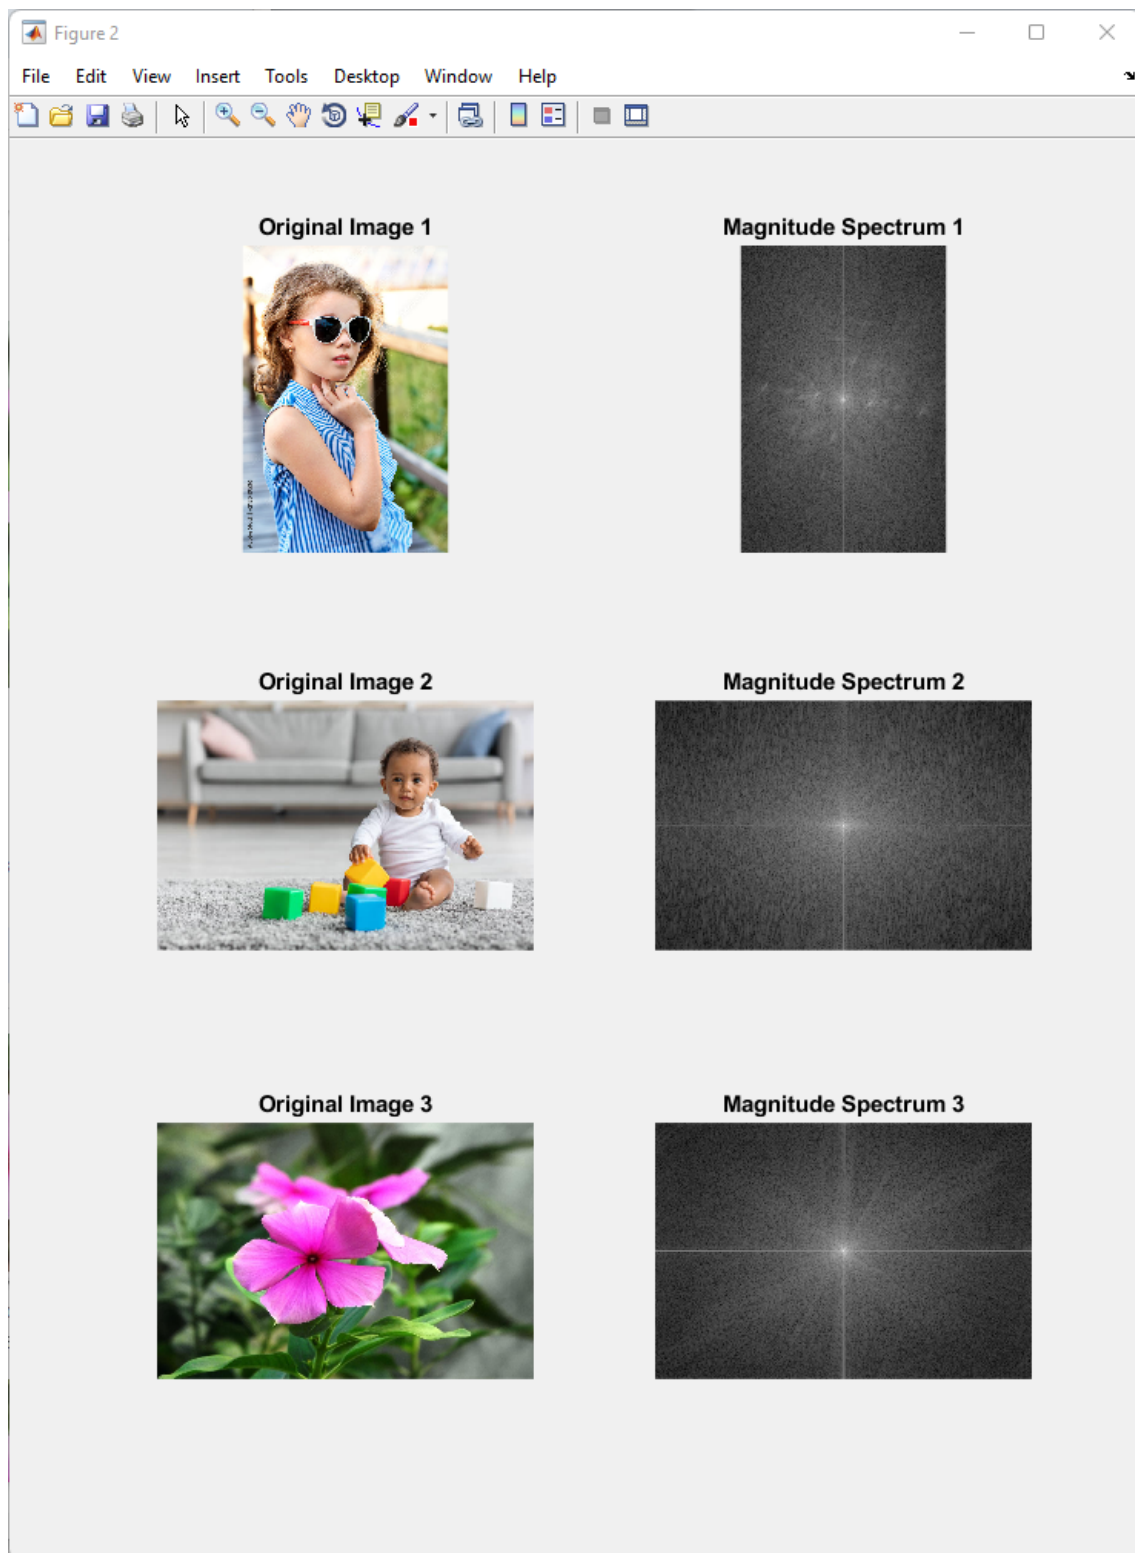 Figure 2
File Edit View Insert Tools Desktop Window Help
Original Image 1
Magnitude Spectrum 1
Original Image 2
Magnitude Spectrum 2
Original Image 3
Magnitude Spectrum 3